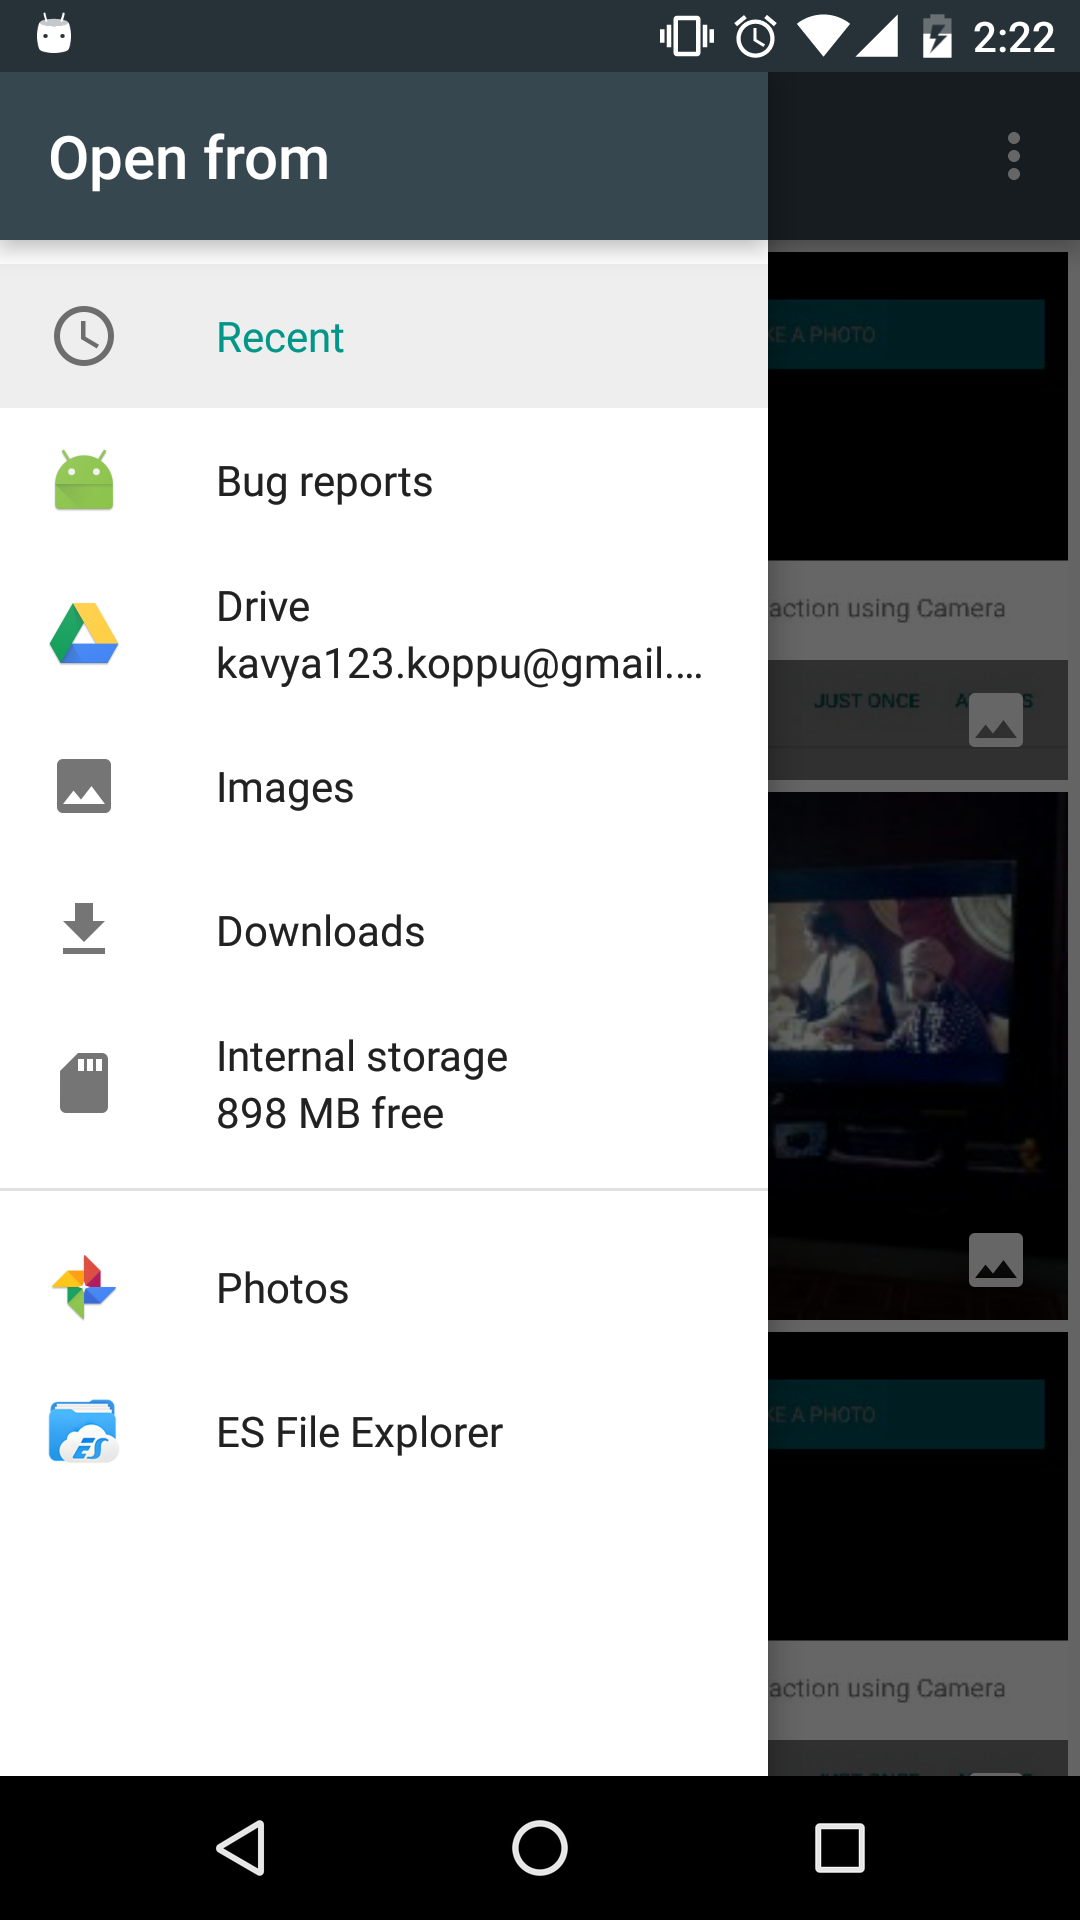 2:22
Open from
Recent
KE A PHOTO
Bug reports
Drive
kavya123.koppu@gmail....
action using Camera
JUST ONCE
Images
Downloads
Internal storage
898 MB free
Photos
KE A PHOTO
ES File Explorer
ES
action using Camera